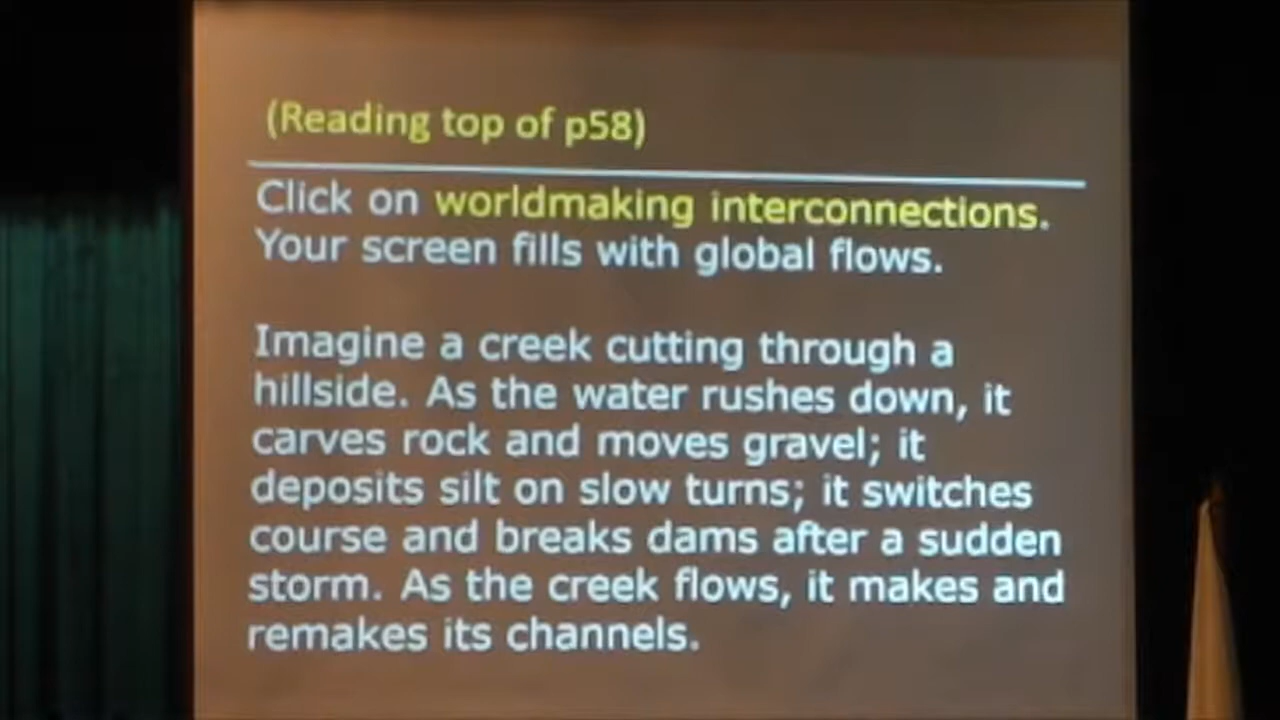 (Reading top of p58)
Click on worldmaking interconnections.
Your screen fills with global flows.
Imagine a creek cutting through a
hillside. As the water rushes down, it
carves rock and moves gravel; it
deposits silt on slow turns; it switches
course and breaks dams after a sudden
storm. As the creek flows, it makes and
remakes its channels.